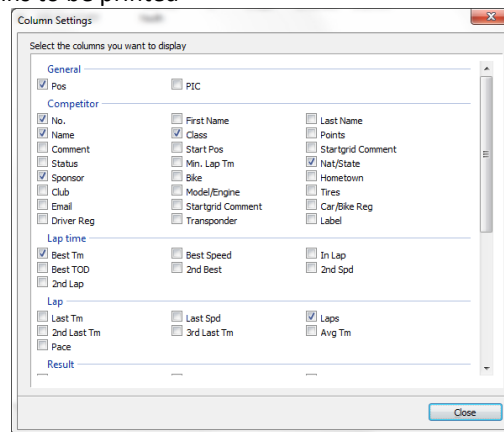 to be printed
Column Settings
Select the columns you want to display
General
Pos PIC
Competitor
No. First Name Last Name
Name Class Points
Comment Start Pos Startgrid Comment
Status Min. Lap Tm Nat/State
Sponsor Bike Hometown
Club Model/Engine Tires
Email Startgrid Comment Car/Bike Reg
Driver Reg Transponder Label
Lap time
Best Tm Best Speed In Lap
Best TOD 2nd Best 2nd Spd
2nd Lap
Lap
Last Tm Last Spd Laps
2nd Last Tm 3rd Last Tm Avg Tm
Pace
Result
Close